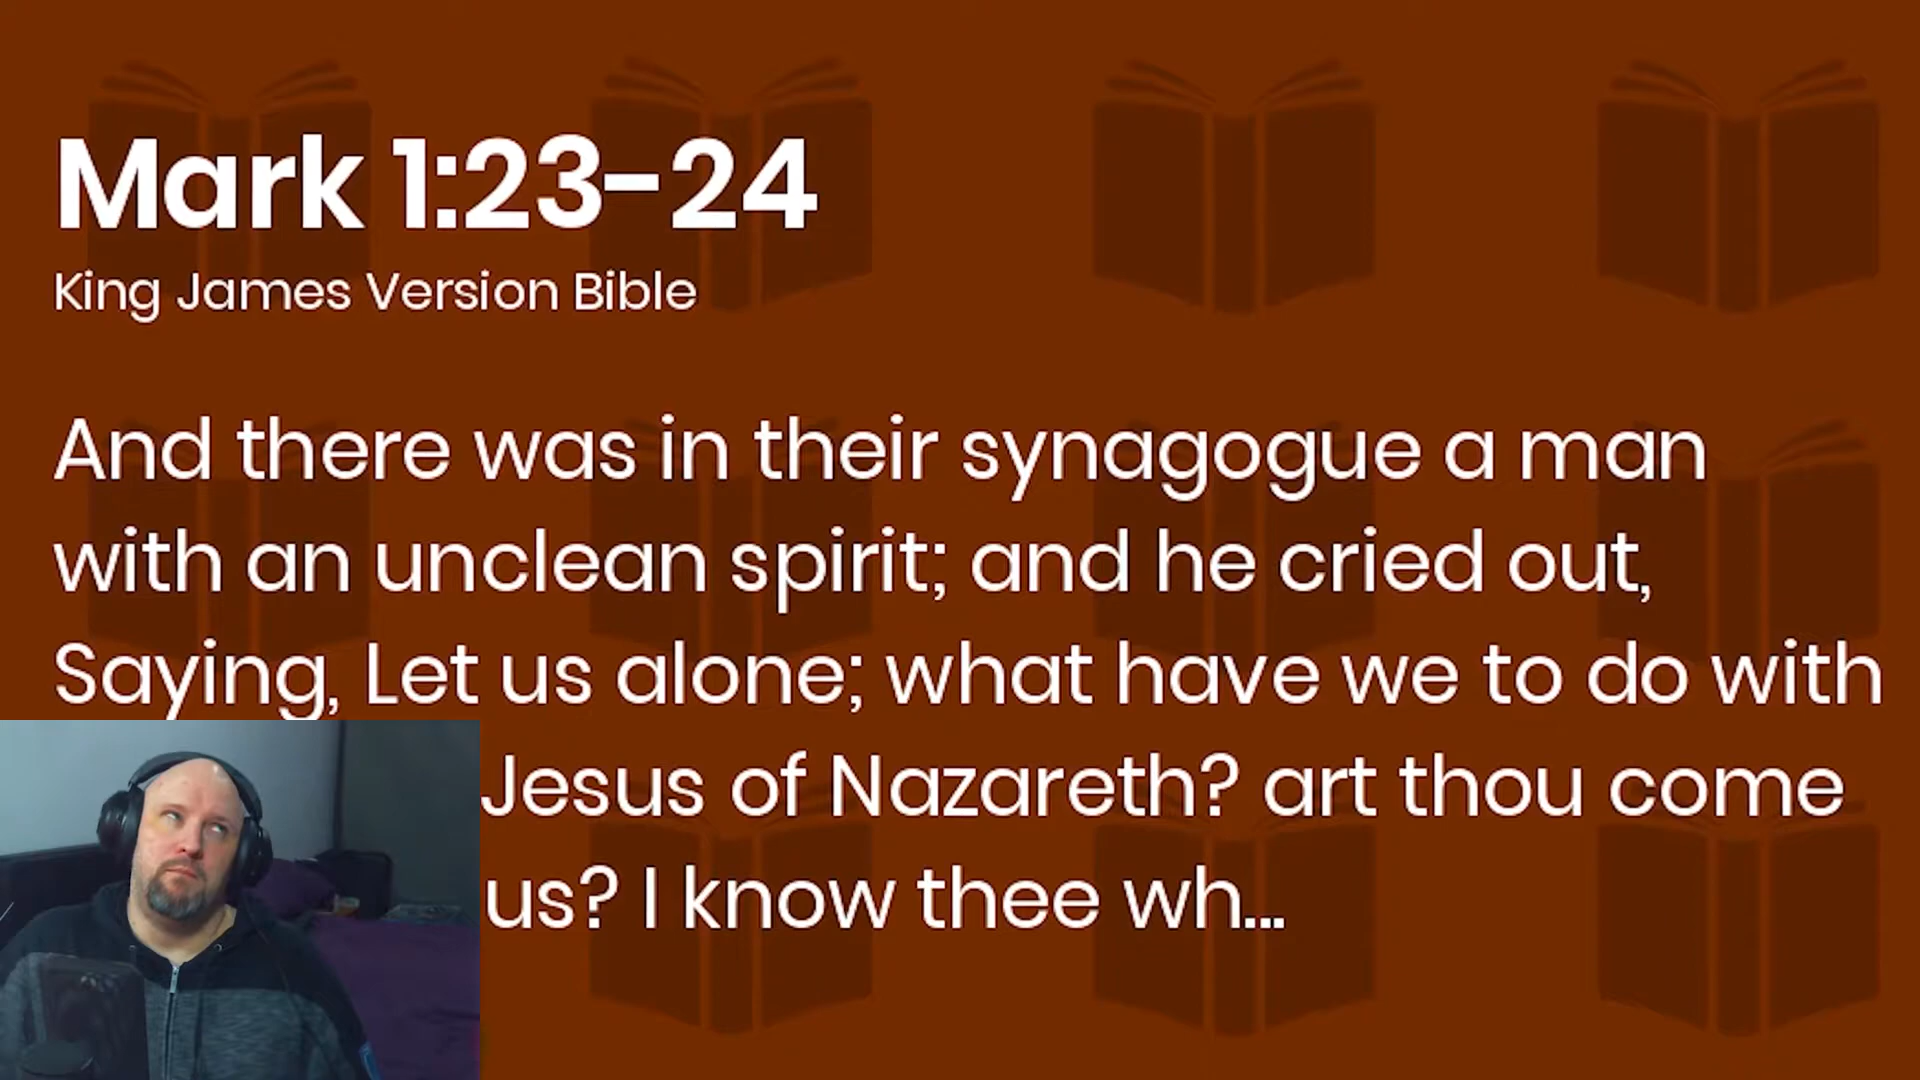 Mark 1:23-24
King James Version Bible
And there was in their synagogue a man
with an unclean spirit; and he cried out,
Saying, Let us alone; what have we to do with
Jesus of Nazareth? art thou come
us? I know thee wh...